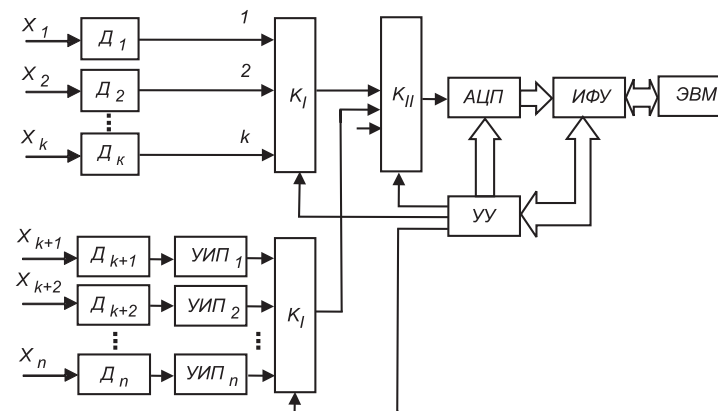 X 1 Д 1 1 K I K II АЦП ИФУ ЭВМ
X 2 Д 2 2
X k Д к k
УУ
X k+1 Д k+1 УИП 1 K I
X k+2 Д k+2 УИП 2
X n Д n УИП n